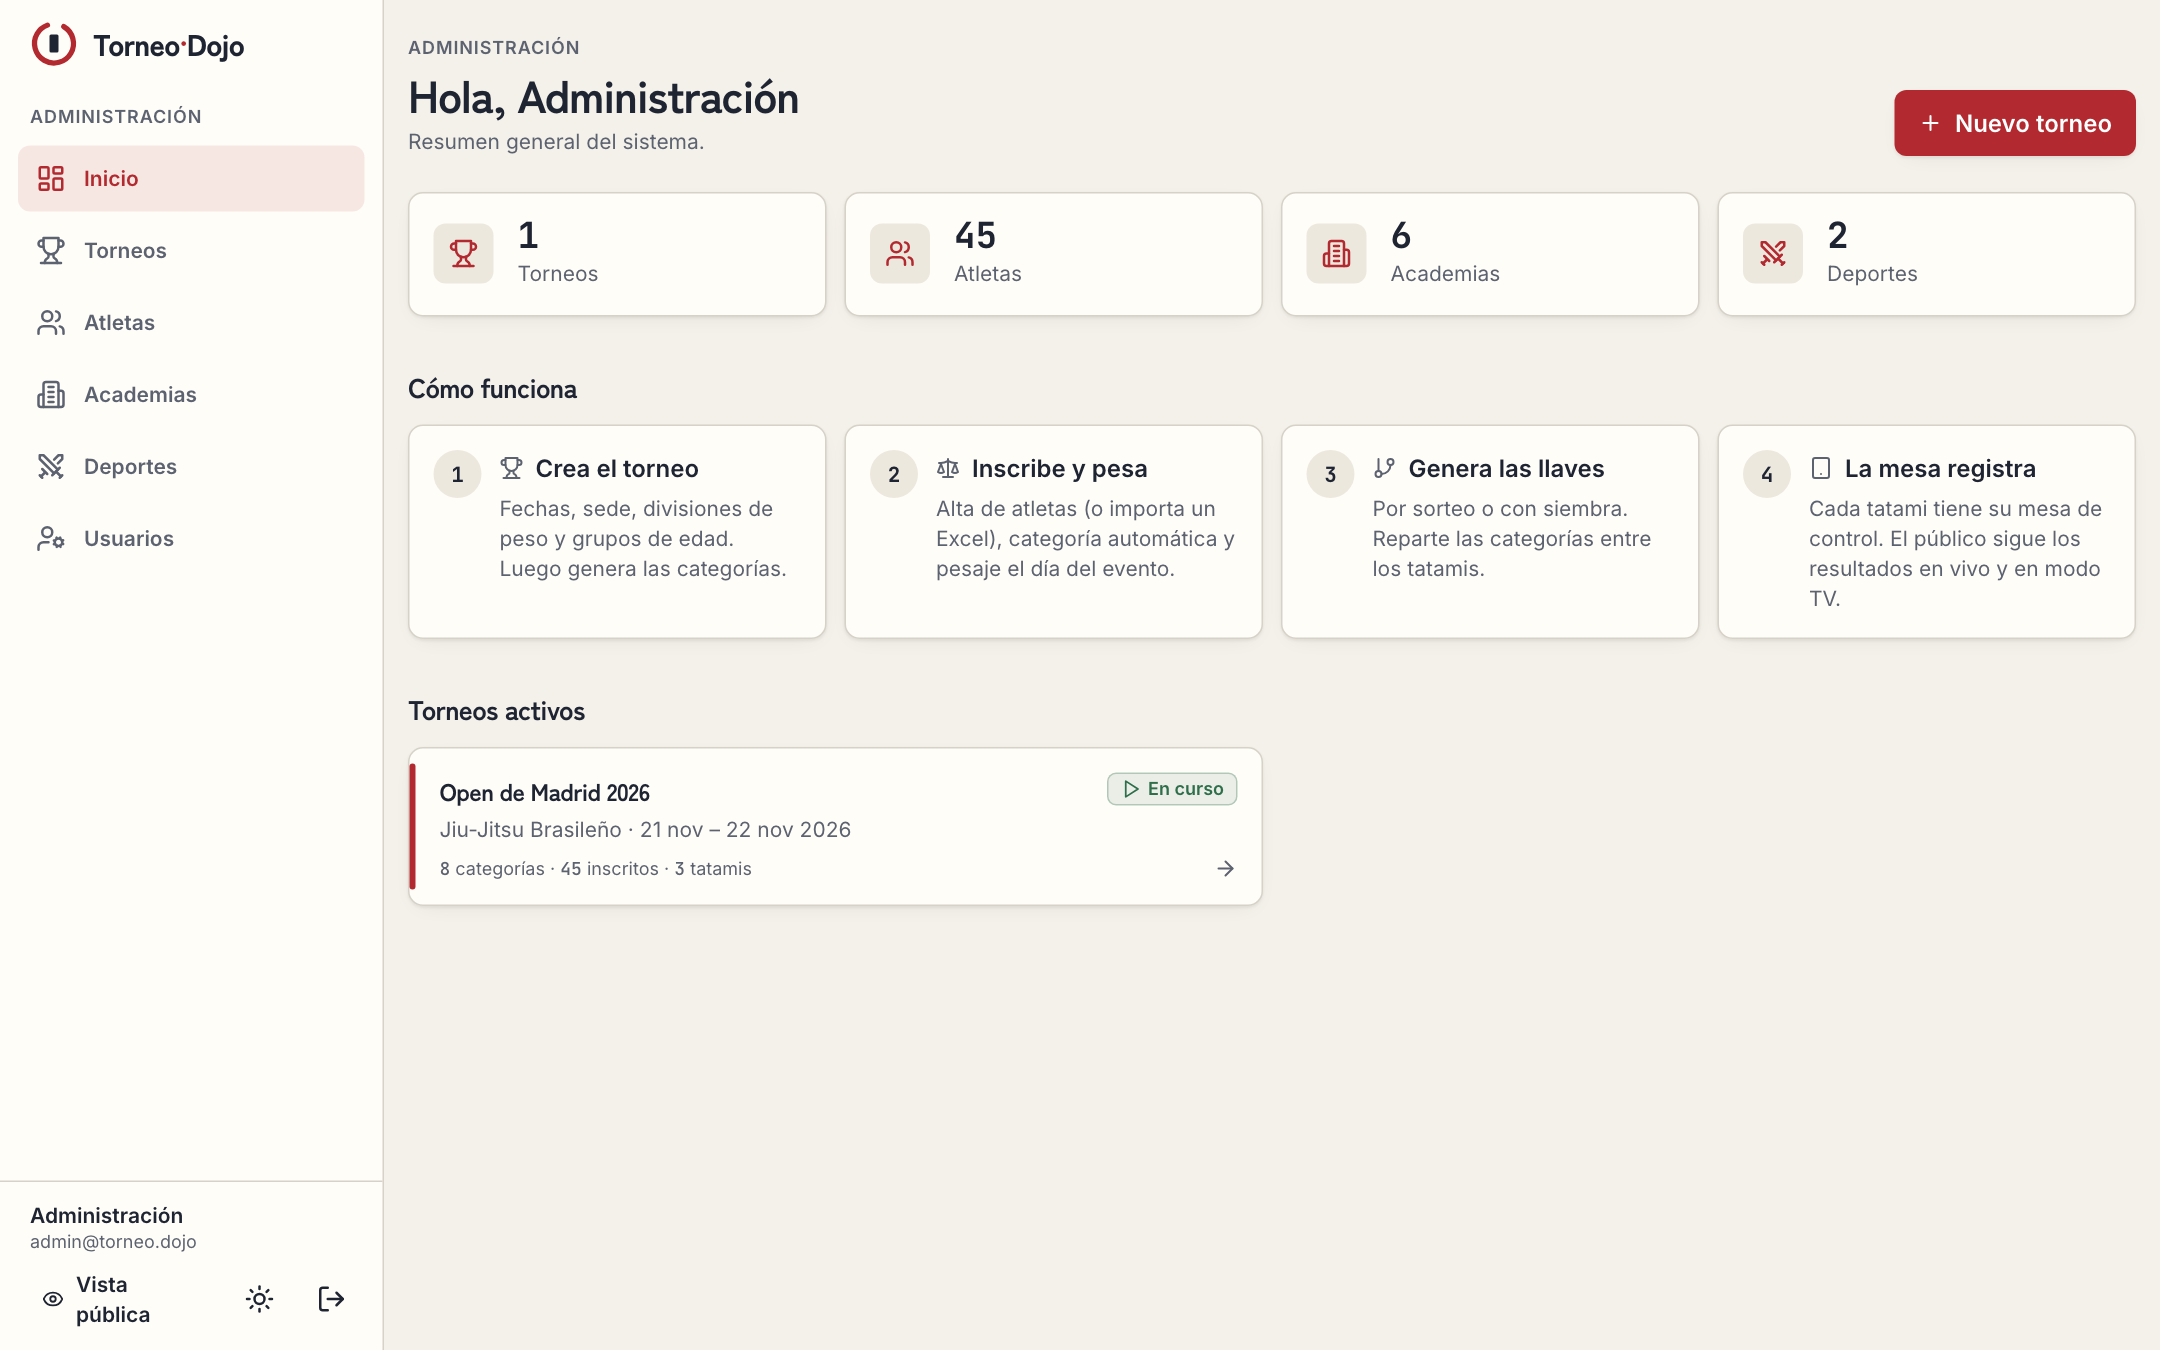 Torneo·Dojo
ADMINISTRACIÓN
Inicio
Torneos
Atletas
Academias
Deportes
Usuarios
Administración
admin@torneo.dojo
Vista
pública
ADMINISTRACIÓN
Hola, Administración
Resumen general del sistema.
+ Nuevo torneo
1
Torneos
45
Atletas
6
Academias
2
Deportes
Cómo funciona
1
Crea el torneo
Fechas, sede, divisiones de
peso y grupos de edad.
Luego genera las categorías.
2
Inscribe y pesa
Alta de atletas (o importa un
Excel), categoría automática y
pesaje el día del evento.
3
Genera las llaves
Por sorteo o con siembra.
Reparte las categorías entre
los tatamis.
4
La mesa registra
Cada tatami tiene su mesa de
control. El público sigue los
resultados en vivo y en modo
TV.
Torneos activos
Open de Madrid 2026
En curso
Jiu-Jitsu Brasileño · 21 nov – 22 nov 2026
8 categorías · 45 inscritos · 3 tatamis